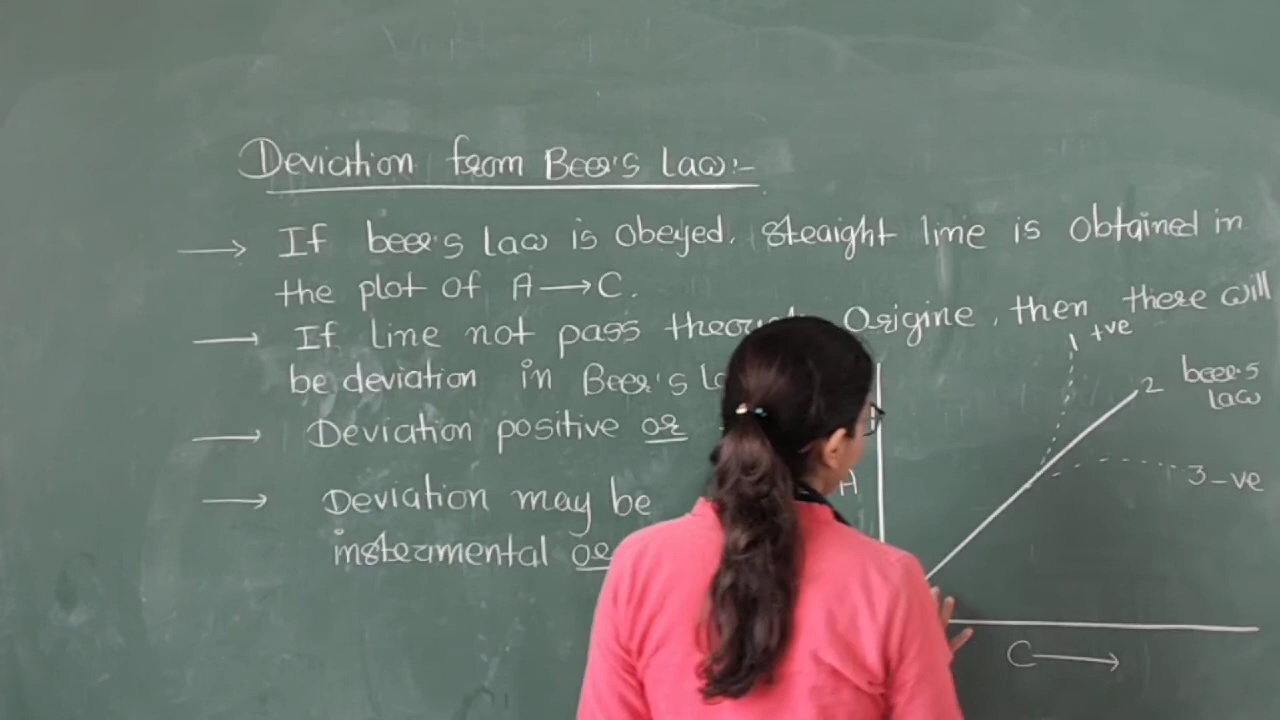 Deviation from Beer's Law:-
→ If beer's law is obeyed, straight line is obtained in
the plot of A → C.
→ If line not pass through Origine, then there will
be deviation in Beer's
→ Deviation positive or
→ Deviation may be
insternmental or
1 +ve
2 beer's
law
3 -ve
A
C →